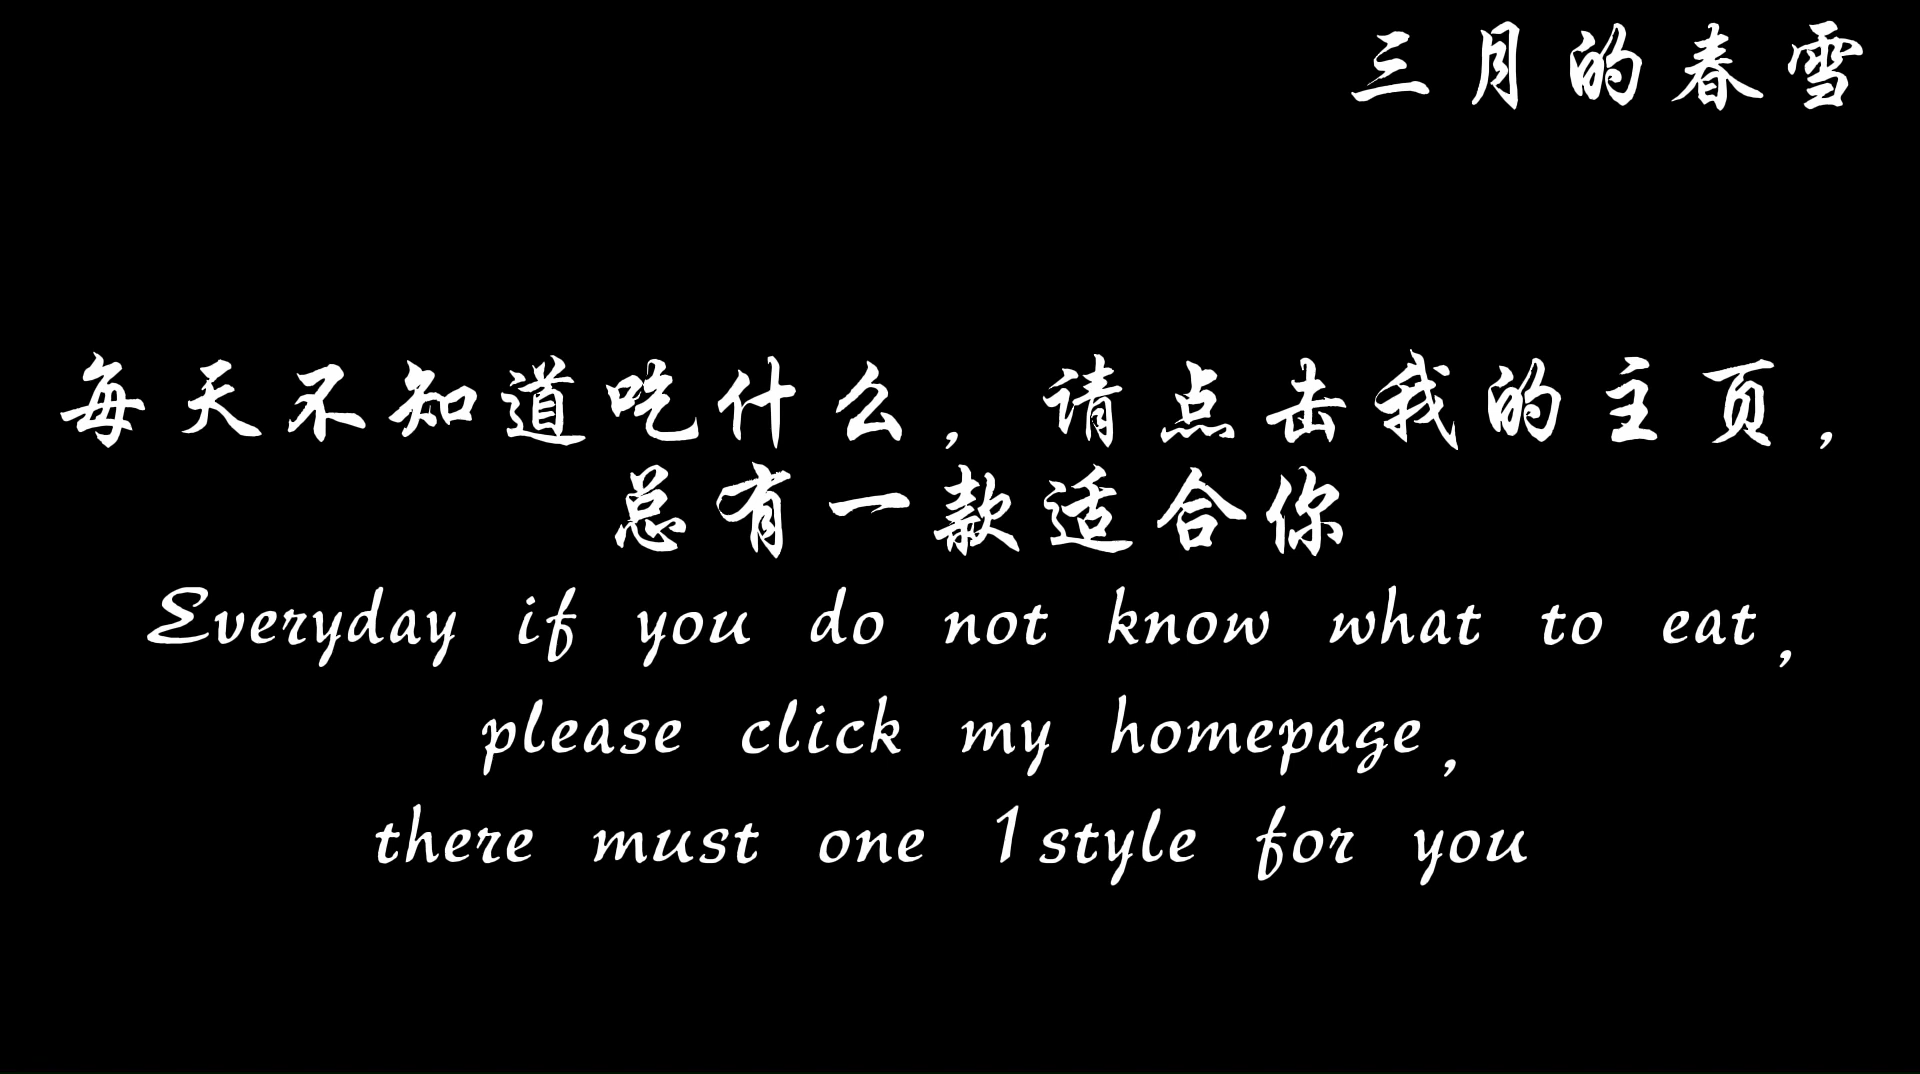 三月的春雪
每天不知道吃什么，请点击我的主页，
总有一款适合你
Everyday if you do not know what to eat,
please click my homepage,
there must one 1style for you